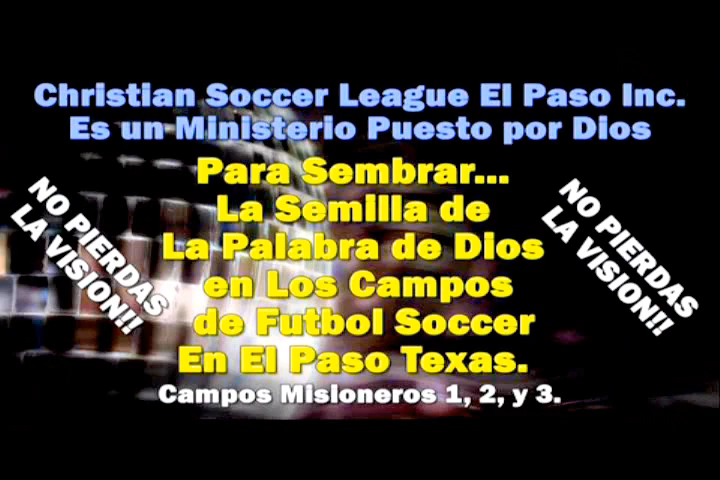 Christian Soccer League El Paso Inc.
Es un Ministerio Puesto por Dios
Para Sembrar...
La Semilla de
La Palabra de Dios
en Los Campos
de Futbol Soccer
En El Paso Texas.
Campos Misioneros 1, 2, y 3.
NO PIERDAS
LA VISION!!
NO PIERDAS
LA VISION!!